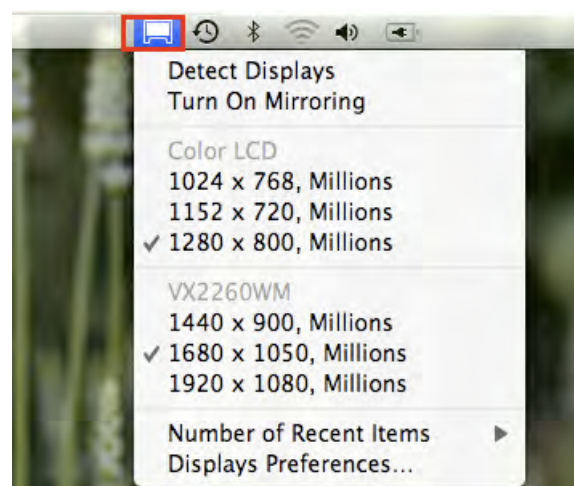 Detect Displays
Turn On Mirroring
Color LCD
1024 x 768, Millions
1152 x 720, Millions
✓ 1280 x 800, Millions
VX2260WM
1440 x 900, Millions
✓ 1680 x 1050, Millions
1920 x 1080, Millions
Number of Recent Items ▶
Displays Preferences...